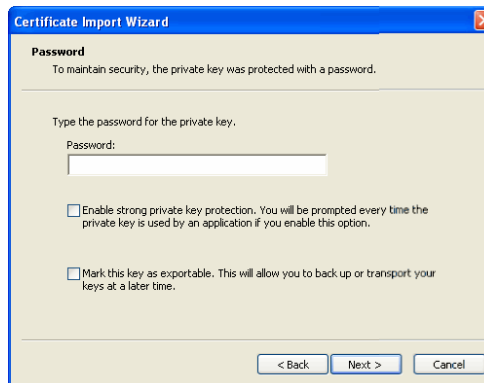 Certificate Import Wizard
Password
To maintain security, the private key was protected with a password.
Type the password for the private key.
Password:
Enable strong private key protection. You will be prompted every time the
private key is used by an application if you enable this option.
Mark this key as exportable. This will allow you to back up or transport your
keys at a later time.
< Back
Next >
Cancel